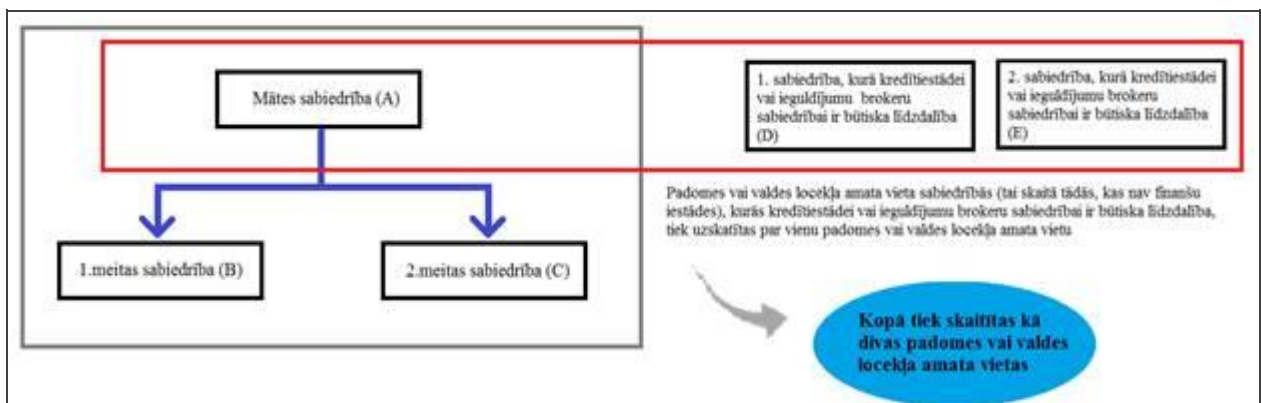 Mātes sabiedrība (A)
1. sabiedrība, kurā kredītiestādei
vai ieguldījumu brokeru
sabiedrībai ir būtiska līdzdalība
(D)
2. sabiedrība, kurā kredītiestādei
vai ieguldījumu brokeru
sabiedrībai ir būtiska līdzdalība
(E)
Padomes vai valdes locekļa amata vieta sabiedrībās (tai skaitā tādās, kas nav finanšu
iestādes), kurās kredītiestādei vai ieguldījumu brokeru sabiedrībai ir būtiska līdzdalība,
tiek uzskatītas par vienu padomes vai valdes locekļa amata vietu
1.meitas sabiedrība (B)
2.meitas sabiedrība (C)
Kopā tiek skaitītas kā
divas padomes vai valdes
locekļa amata vietas